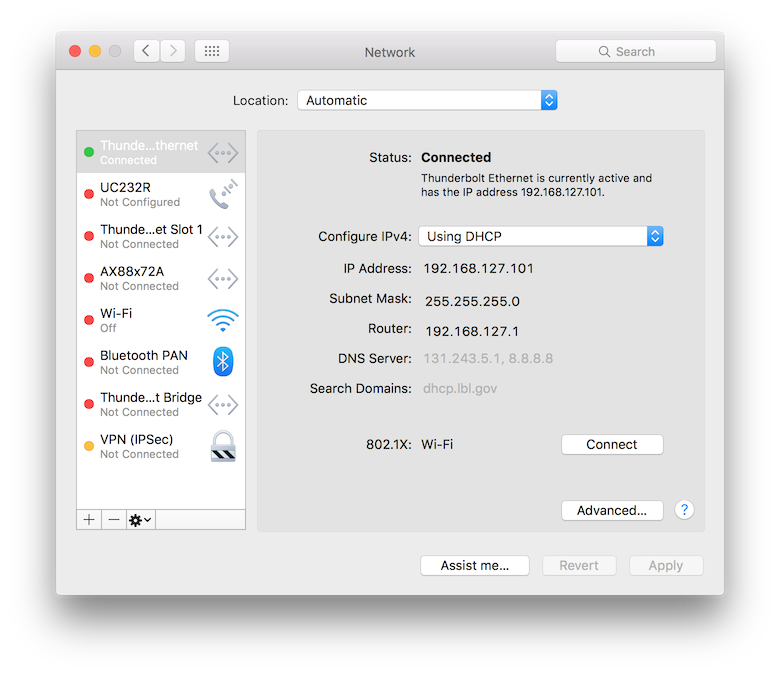 Network
Search
Location: Automatic
Thunde...thernet
Connected
UC232R
Not Configured
Thunde...et Slot 1
Not Connected
AX88x72A
Not Connected
Wi-Fi
Off
Bluetooth PAN
Not Connected
Thunde...t Bridge
Not Connected
VPN (IPSec)
Not Connected
Status: Connected
Thunderbolt Ethernet is currently active and
has the IP address 192.168.127.101.
Configure IPv4: Using DHCP
IP Address: 192.168.127.101
Subnet Mask: 255.255.255.0
Router: 192.168.127.1
DNS Server: 131.243.5.1, 8.8.8.8
Search Domains: dhcp.lbl.gov
802.1X: Wi-Fi Connect
Advanced... ?
Assist me... Revert Apply